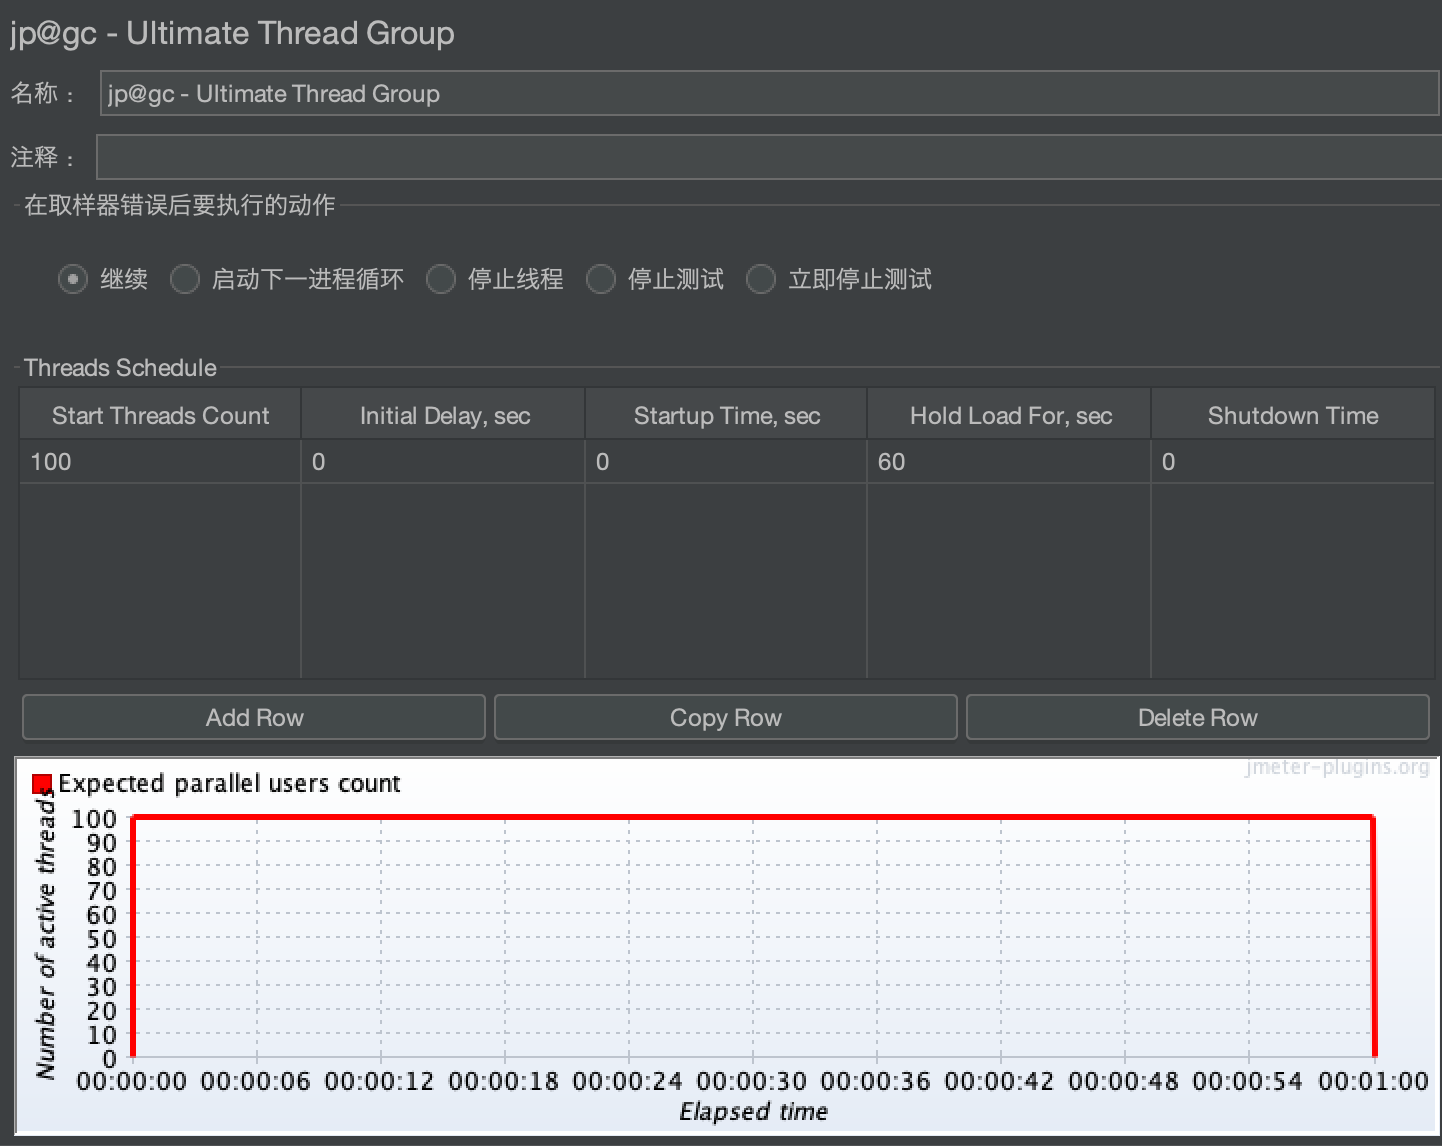 jp@gc - Ultimate Thread Group
名称： jp@gc - Ultimate Thread Group
注释：
在取样器错误后要执行的动作
继续 启动下一进程循环 停止线程 停止测试 立即停止测试
Threads Schedule
Start Threads Count Initial Delay, sec Startup Time, sec Hold Load For, sec Shutdown Time
100 0 0 60 0
Add Row Copy Row Delete Row
jmeter-plugins.org
Expected parallel users count
Number of active threads
100
90
80
70
60
50
40
30
20
10
0
00:00:00 00:00:06 00:00:12 00:00:18 00:00:24 00:00:30 00:00:36 00:00:42 00:00:48 00:00:54 00:01:00
Elapsed time